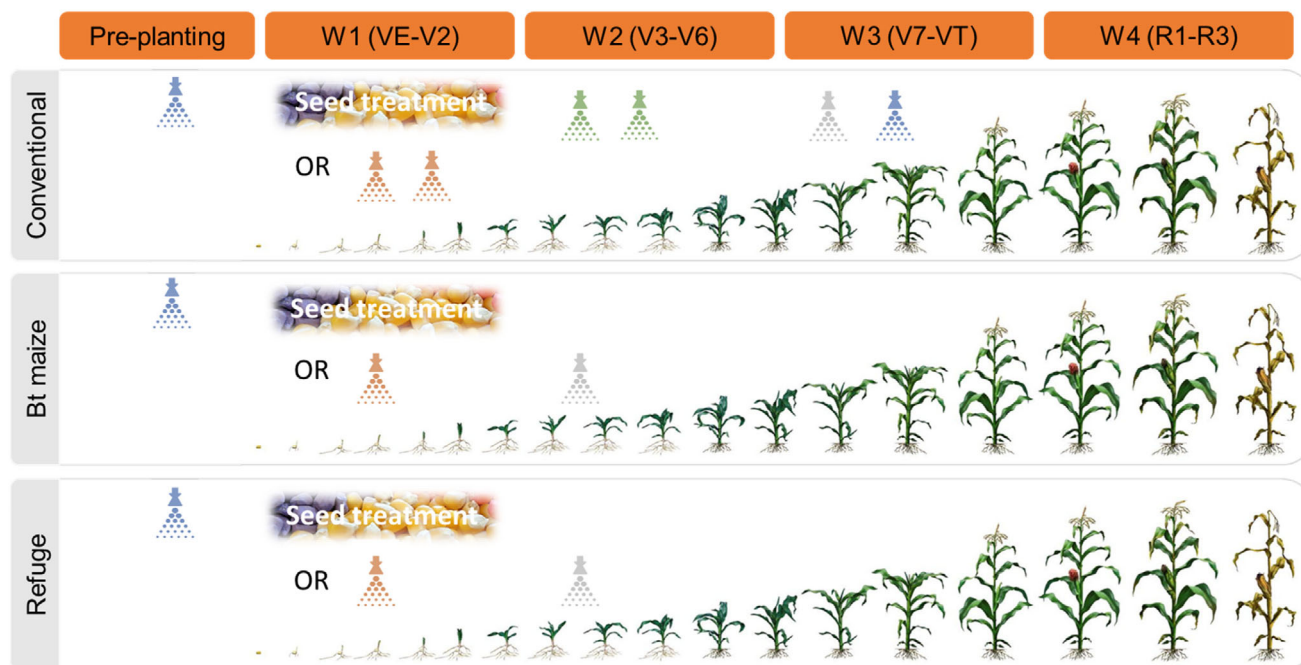 Pre-planting
W1 (VE-V2)
W2 (V3-V6)
W3 (V7-VT)
W4 (R1-R3)
Conventional
Seed treatment
OR
Bt maize
Seed treatment
OR
Refuge
Seed treatment
OR